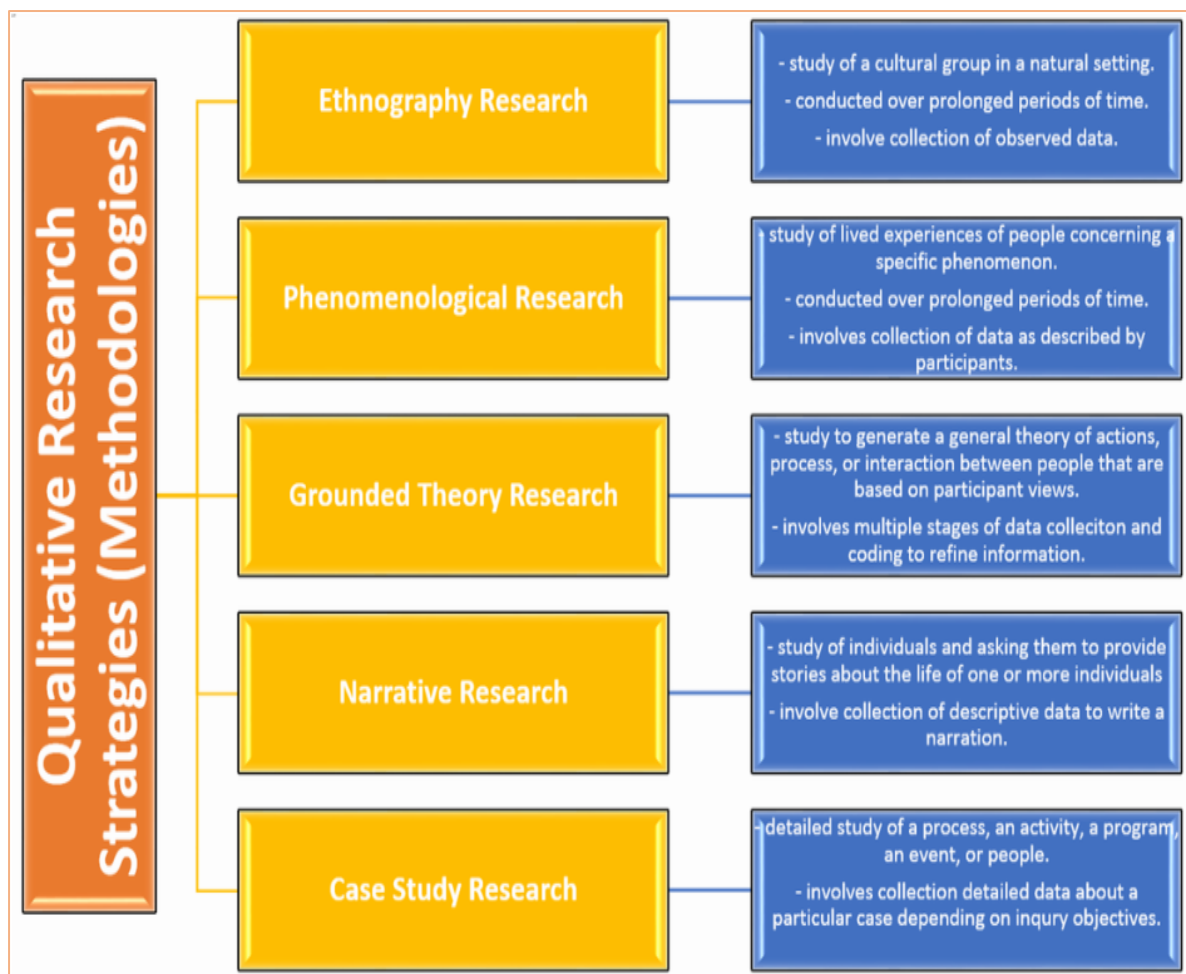 Qualitative Research
Strategies (Methodologies)
Ethnography Research
- study of a cultural group in a natural setting.
- conducted over prolonged periods of time.
- involve collection of observed data.
Phenomenological Research
- study of lived experiences of people concerning a
specific phenomenon.
- conducted over prolonged periods of time.
- involves collection of data as described by
participants.
Grounded Theory Research
- study to generate a general theory of actions,
process, or interaction between people that are
based on participant views.
- involves multiple stages of data colleciton and
coding to refine information.
Narrative Research
- study of individuals and asking them to provide
stories about the life of one or more individuals
- involve collection of descriptive data to write a
narration.
Case Study Research
- detailed study of a process, an activity, a program,
an event, or people.
- involves collection detailed data about a
particular case depending on inqury objectives.